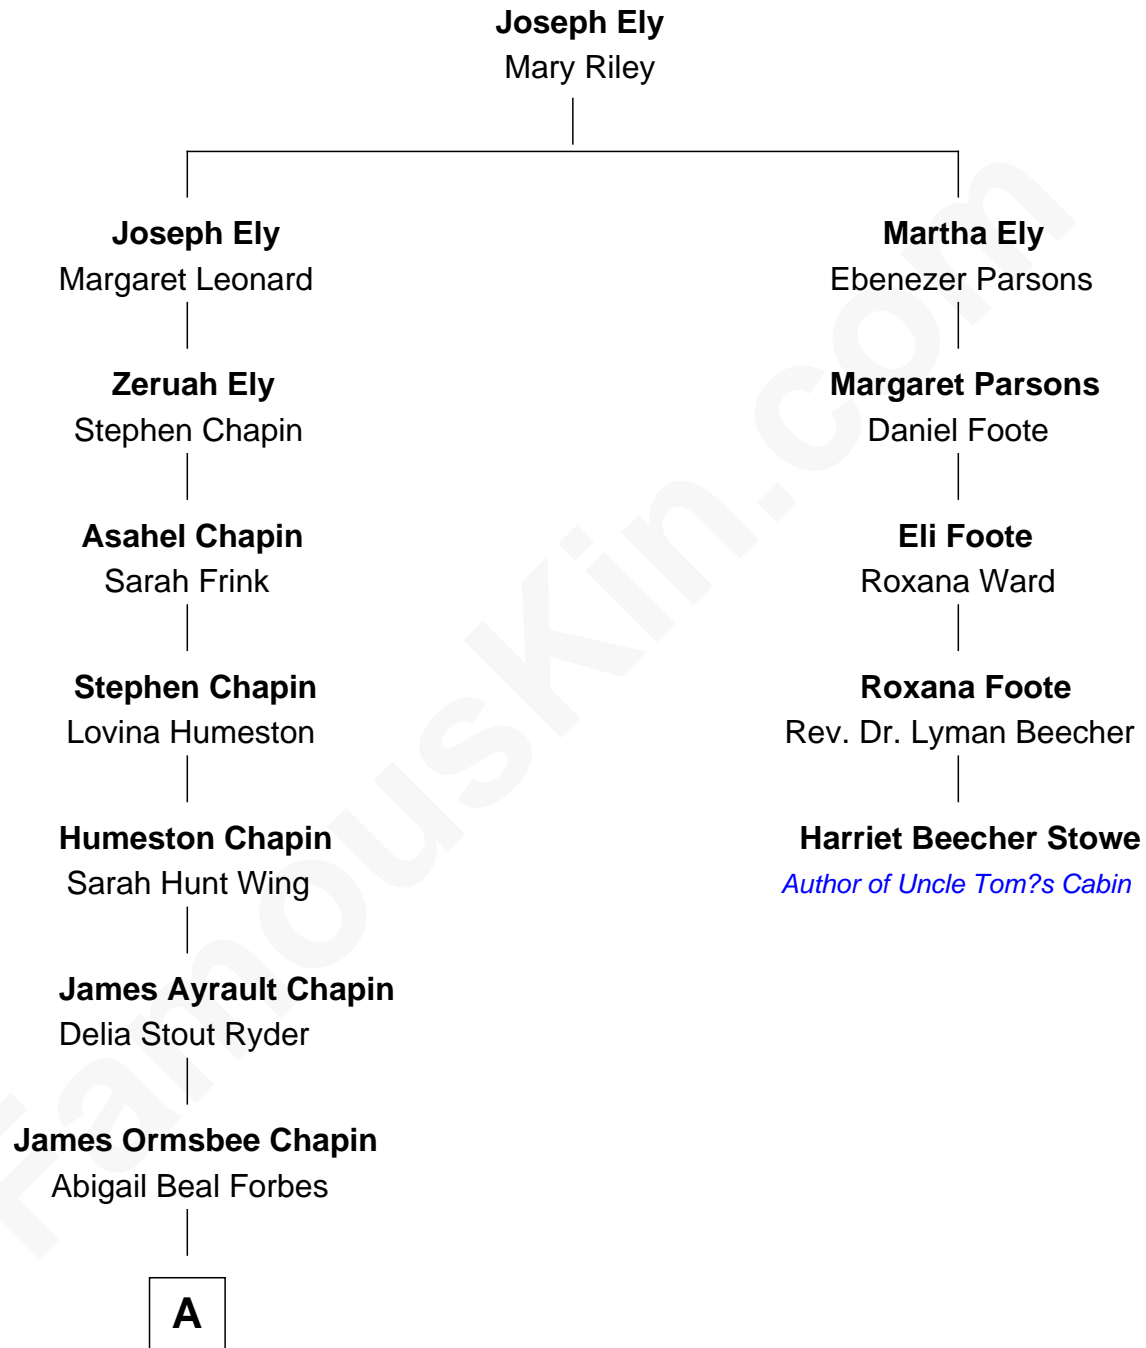 Joseph Ely
Mary Riley
Joseph Ely
Margaret Leonard
Martha Ely
Ebenezer Parsons
Zeruah Ely
Stephen Chapin
Margaret Parsons
Daniel Foote
Asahel Chapin
Sarah Frink
Eli Foote
Roxana Ward
Stephen Chapin
Lovina Humeston
Roxana Foote
Rev. Dr. Lyman Beecher
Humeston Chapin
Sarah Hunt Wing
Harriet Beecher Stowe
Author of Uncle Tom?s Cabin
James Ayrault Chapin
Delia Stout Ryder
James Ormsbee Chapin
Abigail Beal Forbes
A
FamousKin.com